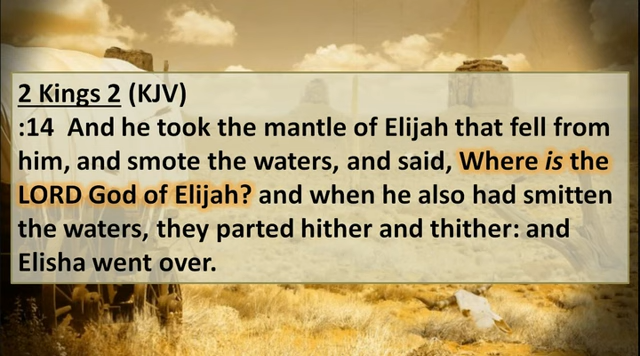 2 Kings 2 (KJV)
:14  And he took the mantle of Elijah that fell from
him, and smote the waters, and said, Where is the
LORD God of Elijah? and when he also had smitten
the waters, they parted hither and thither: and
Elisha went over.